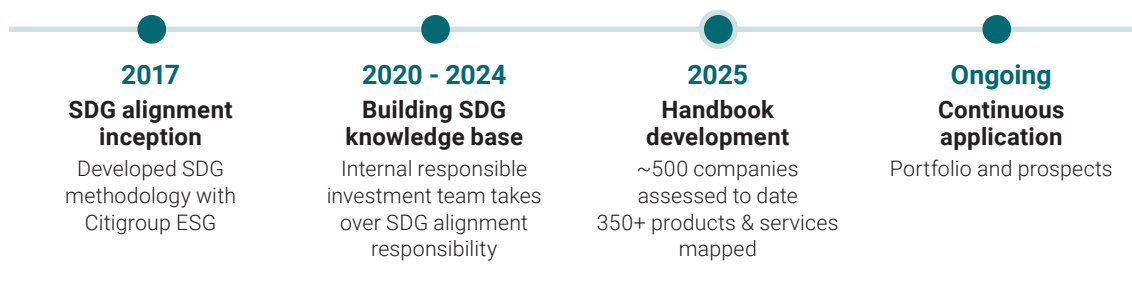 2017
SDG alignment
inception
Developed SDG
methodology with
Citigroup ESG
2020 - 2024
Building SDG
knowledge base
Internal responsible
investment team takes
over SDG alignment
responsibility
2025
Handbook
development
~500 companies
assessed to date
350+ products & services
mapped
Ongoing
Continuous
application
Portfolio and prospects